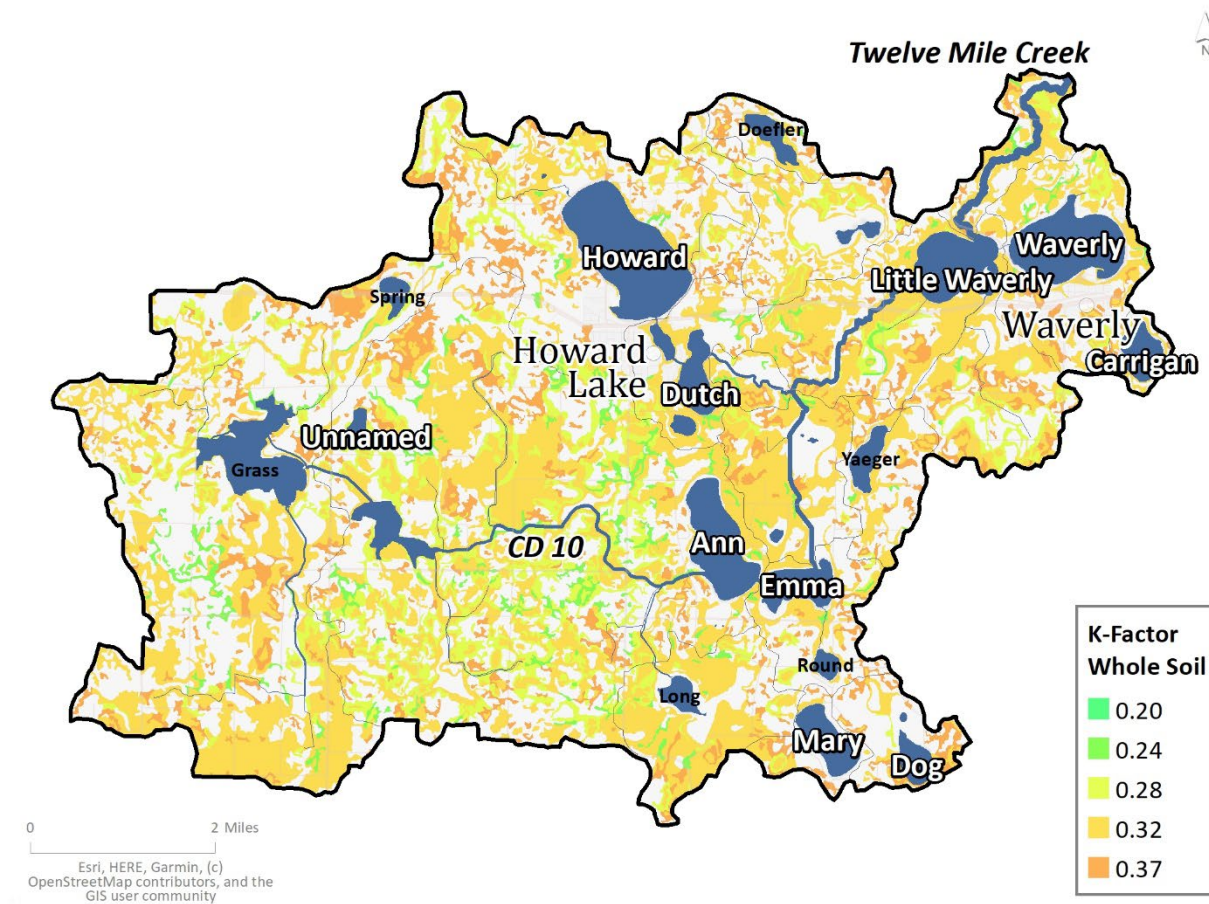 Twelve Mile Creek
N
Doefler
Howard
Waverly
Little Waverly
Spring
Waverly
Howard
Lake
Carrigan
Dutch
Unnamed
Yaeger
Grass
CD 10
Ann
Emma
Round
Long
Mary
Dog
K-Factor
Whole Soil
0.20
0.24
0.28
0.32
0.37
0 2 Miles
Esri, HERE, Garmin, (c)
OpenStreetMap contributors, and the
GIS user community